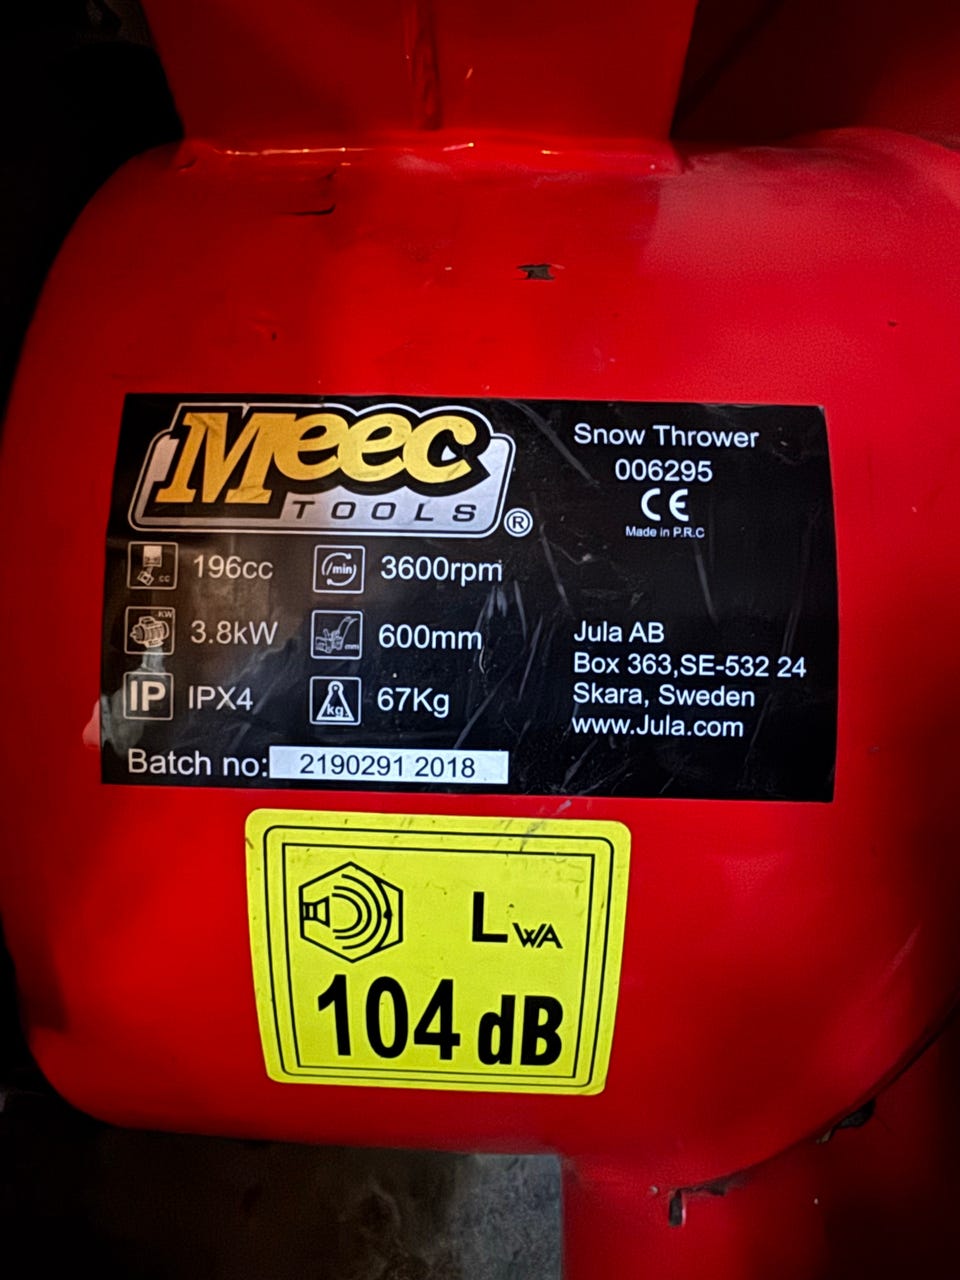 Meec
TOOLS
®
Snow Thrower
006295
CE
Made in P.R.C
cc
196cc
/min
3600rpm
KW
3.8kW
mm
600mm
IP
IPX4
kg
67Kg
Batch no: 2190291 2018
Jula AB
Box 363,SE-532 24
Skara, Sweden
www.Jula.com
LWA
104 dB